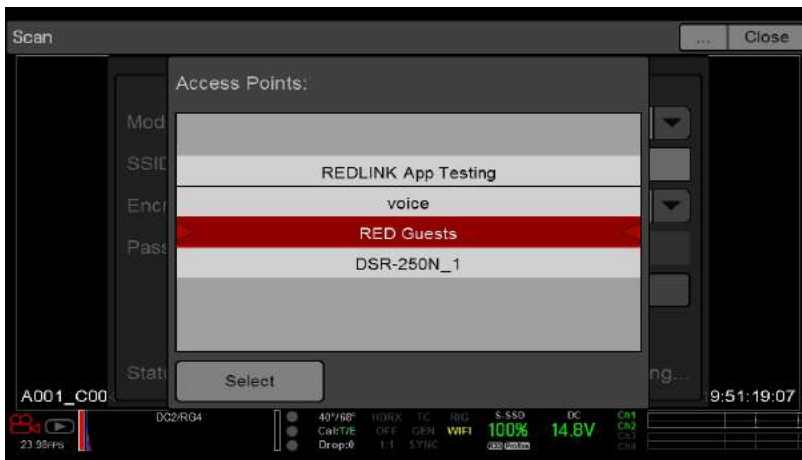 Scan
... Close
Access Points:
Mod
SSID
REDLINK App Testing
Encr
voice
RED Guests
Pass
DSR-250N_1
Stat
Select
ng...
A001_C00
9:51:19:07
DC2/RG4
40°/68° HDRX TC RIG S-SSD DC Ch1
Cal:T/E OFF GEN WIFI 100% 14.8V Ch2
23.98FPS
Drop:0 1:1 SYNC Ch3
Ch4